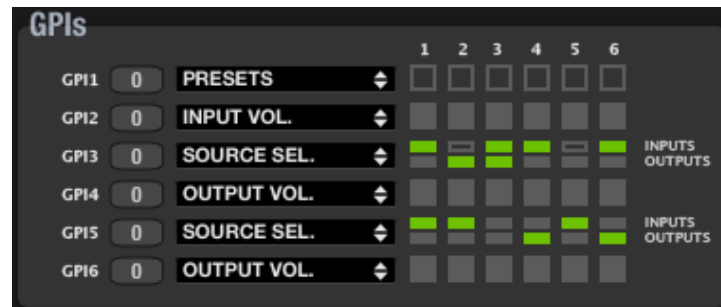 GPIs
1 2 3 4 5 6
GPI1 0 PRESETS
GPI2 0 INPUT VOL.
GPI3 0 SOURCE SEL. INPUTS
OUTPUTS
GPI4 0 OUTPUT VOL.
GPI5 0 SOURCE SEL. INPUTS
OUTPUTS
GPI6 0 OUTPUT VOL.